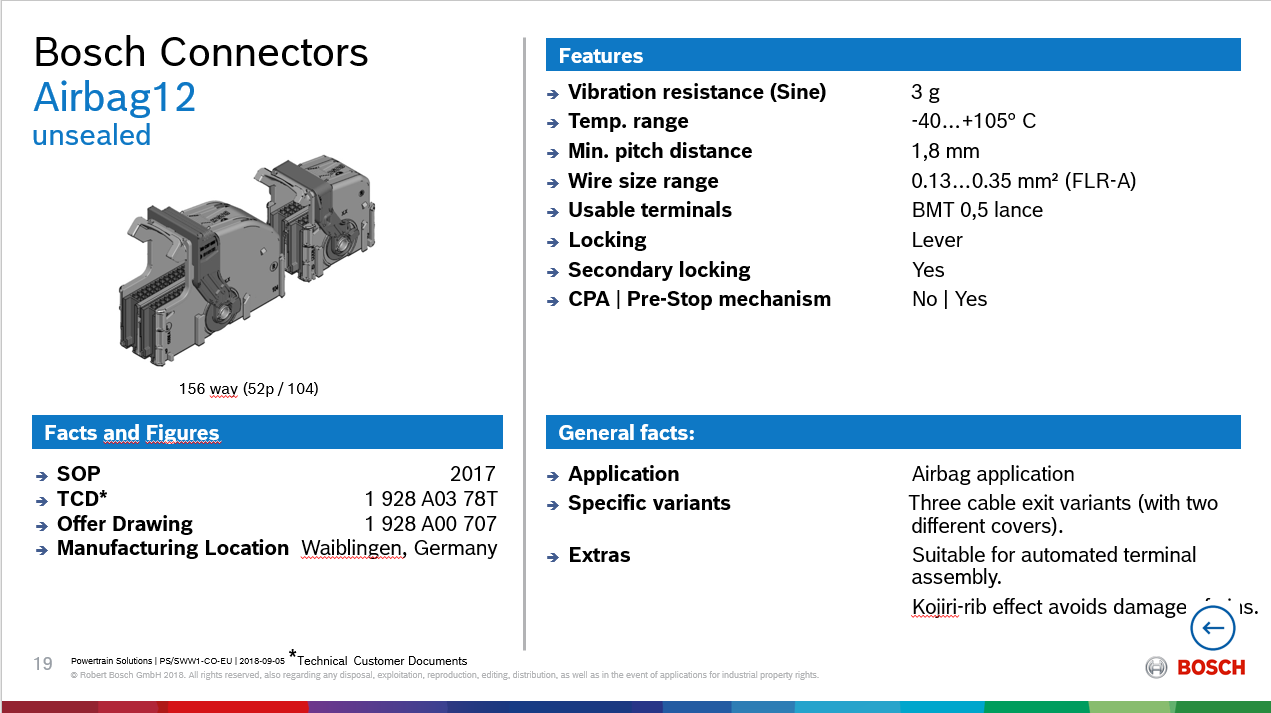 Bosch Connectors
Airbag12
unsealed
156 way (52p / 104)
Facts and Figures
SOP 2017
TCD* 1 928 A03 78T
Offer Drawing 1 928 A00 707
Manufacturing Location Waiblingen, Germany
Features
Vibration resistance (Sine) 3 g
Temp. range -40…+105° C
Min. pitch distance 1,8 mm
Wire size range 0.13…0.35 mm² (FLR-A)
Usable terminals BMT 0,5 lance
Locking Lever
Secondary locking Yes
CPA | Pre-Stop mechanism No | Yes
General facts:
Application Airbag application
Specific variants Three cable exit variants (with two
different covers).
Extras Suitable for automated terminal
assembly.
Kojiri-rib effect avoids damage
19
Powertrain Solutions | PS/SWW1-CO-EU | 2018-09-05 *Technical Customer Documents
© Robert Bosch GmbH 2018. All rights reserved, also regarding any disposal, exploitation, reproduction, editing, distribution, as well as in the event of applications for industrial property rights.
BOSCH